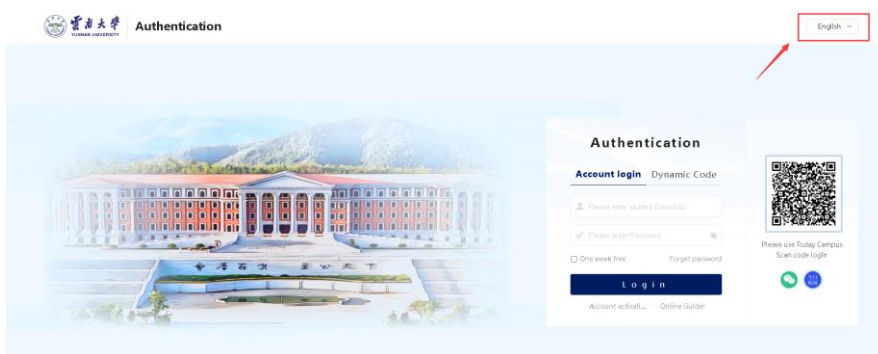 雲南大學
YUNNAN UNIVERSITY
Authentication
English
Authentication
Account login Dynamic Code
Please enter student ID/work ID
Please enter Password
One week free Forget password
Login
Account activati... Online Guider
Please use Today Campus
Scan code login